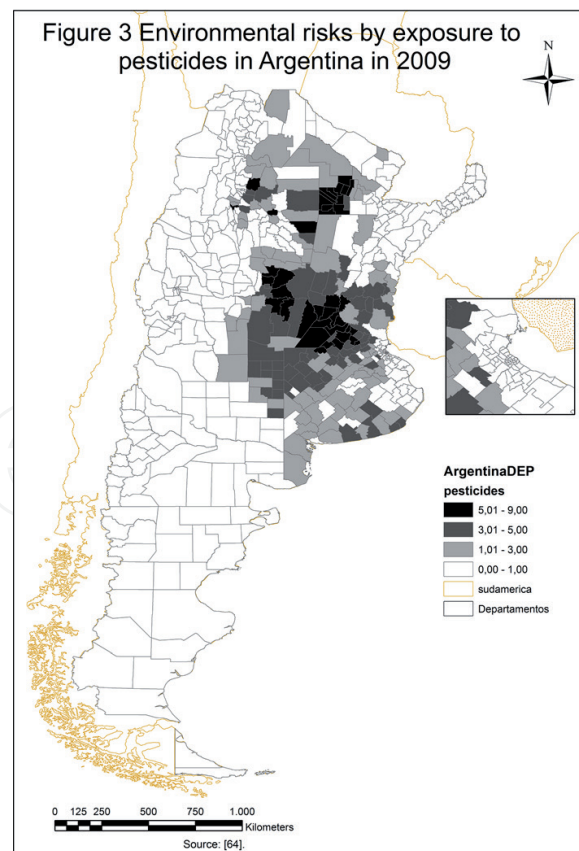 Figure 3 Environmental risks by exposure to
pesticides in Argentina in 2009
N
ArgentinaDEP
pesticides
5,01 - 9,00
3,01 - 5,00
1,01 - 3,00
0,00 - 1,00
sudamerica
Departamentos
0 125 250 500 750 1.000
Kilometers
Source: [64].